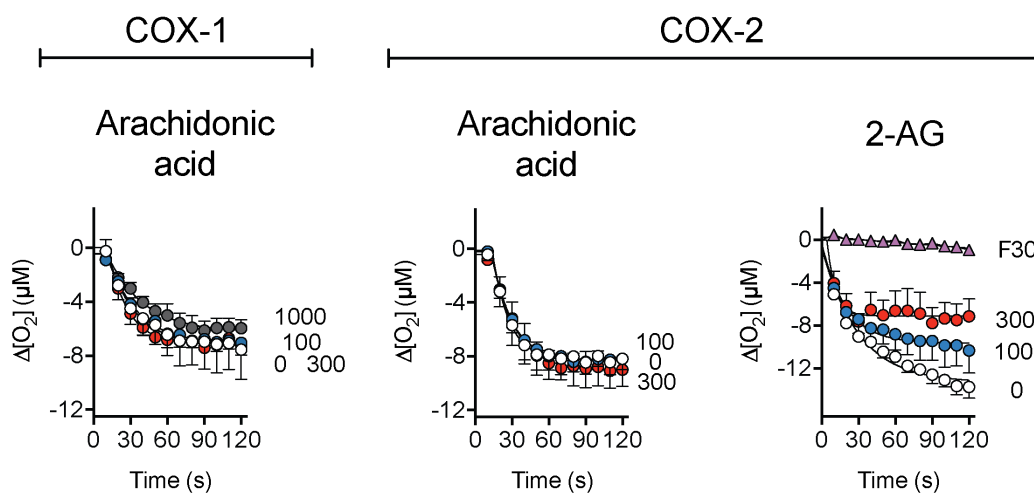 COX-1
COX-2
Arachidonic
acid
Arachidonic
acid
2-AG
Δ[O2] (µM)
0
-4
-8
-12
0 30 60 90 120
Time (s)
1000
100
0 300
Δ[O2] (µM)
0
-4
-8
-12
0 30 60 90 120
Time (s)
100
0
300
Δ[O2] (µM)
0
-4
-8
-12
0 30 60 90 120
Time (s)
F30
300
100
0